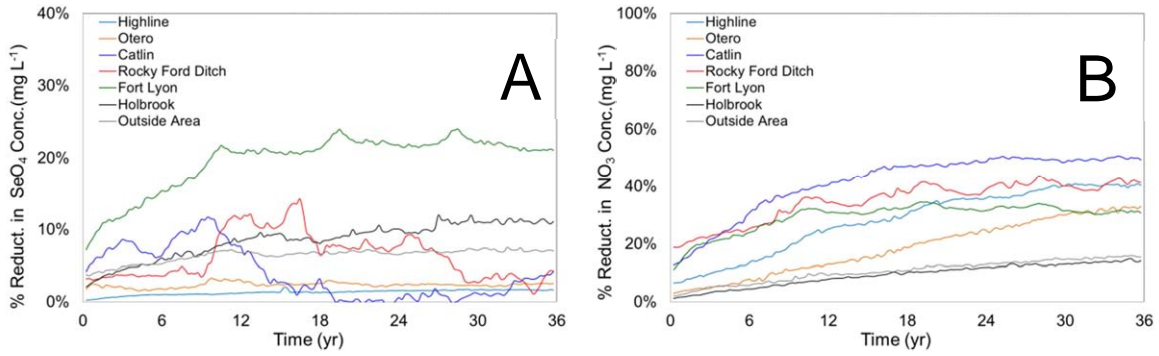 40%
30%
20%
10%
0%
% Reduct. in SeO4 Conc.(mg L-1)
Highline
Otero
Catlin
Rocky Ford Ditch
Fort Lyon
Holbrook
Outside Area
A
0 6 12 18 24 30 36
Time (yr)
100%
80%
60%
40%
20%
0%
% Reduct. in NO3 Conc.(mg L-1)
Highline
Otero
Catlin
Rocky Ford Ditch
Fort Lyon
Holbrook
Outside Area
B
0 6 12 18 24 30 36
Time (yr)